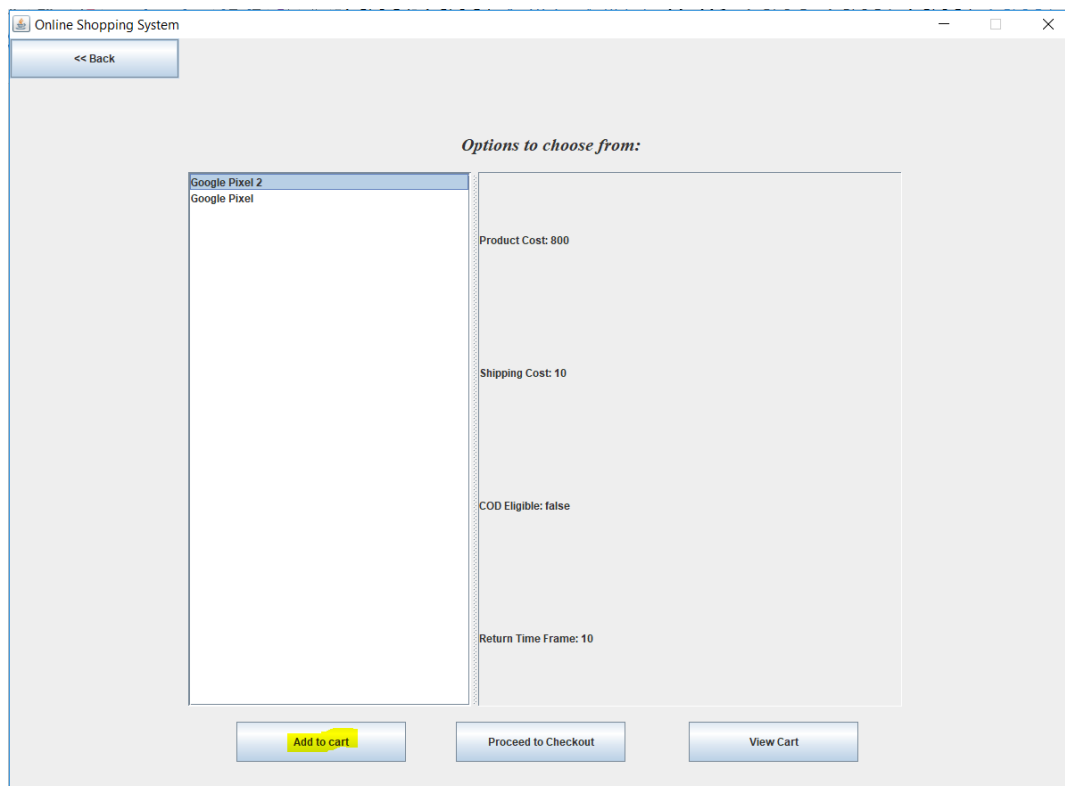 Online Shopping System
<< Back
Options to choose from:
Google Pixel 2
Google Pixel
Product Cost: 800
Shipping Cost: 10
COD Eligible: false
Return Time Frame: 10
Add to cart
Proceed to Checkout
View Cart